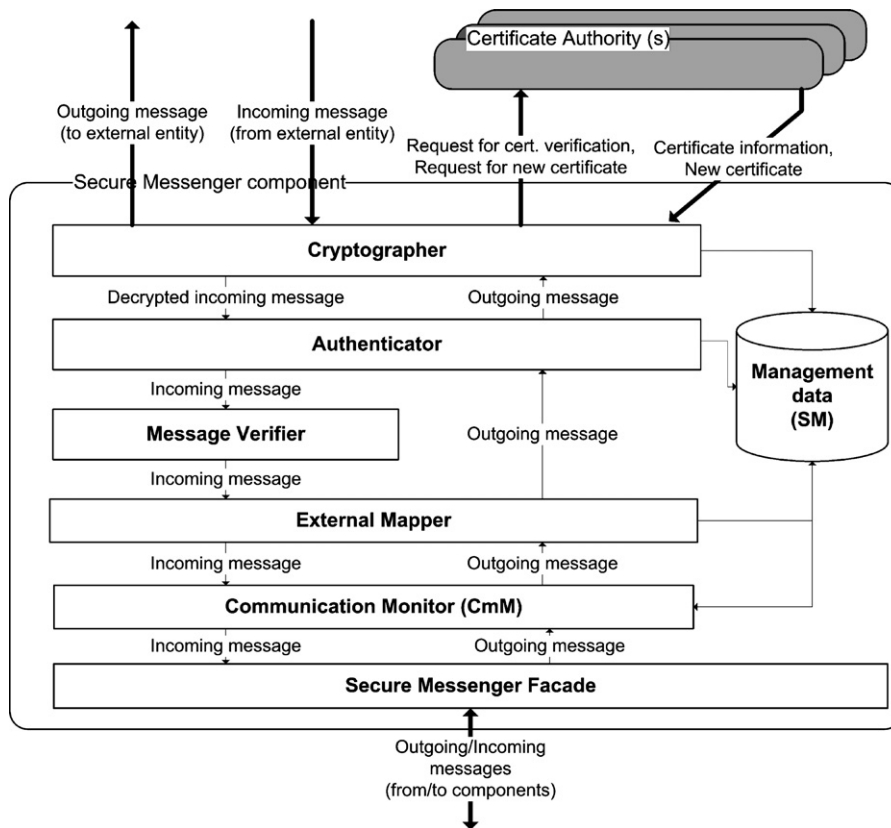 Certificate Authority (s)
Outgoing message
(to external entity)
Incoming message
(from external entity)
Request for cert. verification,
Request for new certificate
Certificate information,
New certificate
Secure Messenger component
Cryptographer
Decrypted incoming message
Outgoing message
Authenticator
Management
data
(SM)
Incoming message
Message Verifier
Outgoing message
Incoming message
External Mapper
Incoming message
Outgoing message
Communication Monitor (CmM)
Incoming message
Outgoing message
Secure Messenger Facade
Outgoing/Incoming
messages
(from/to components)